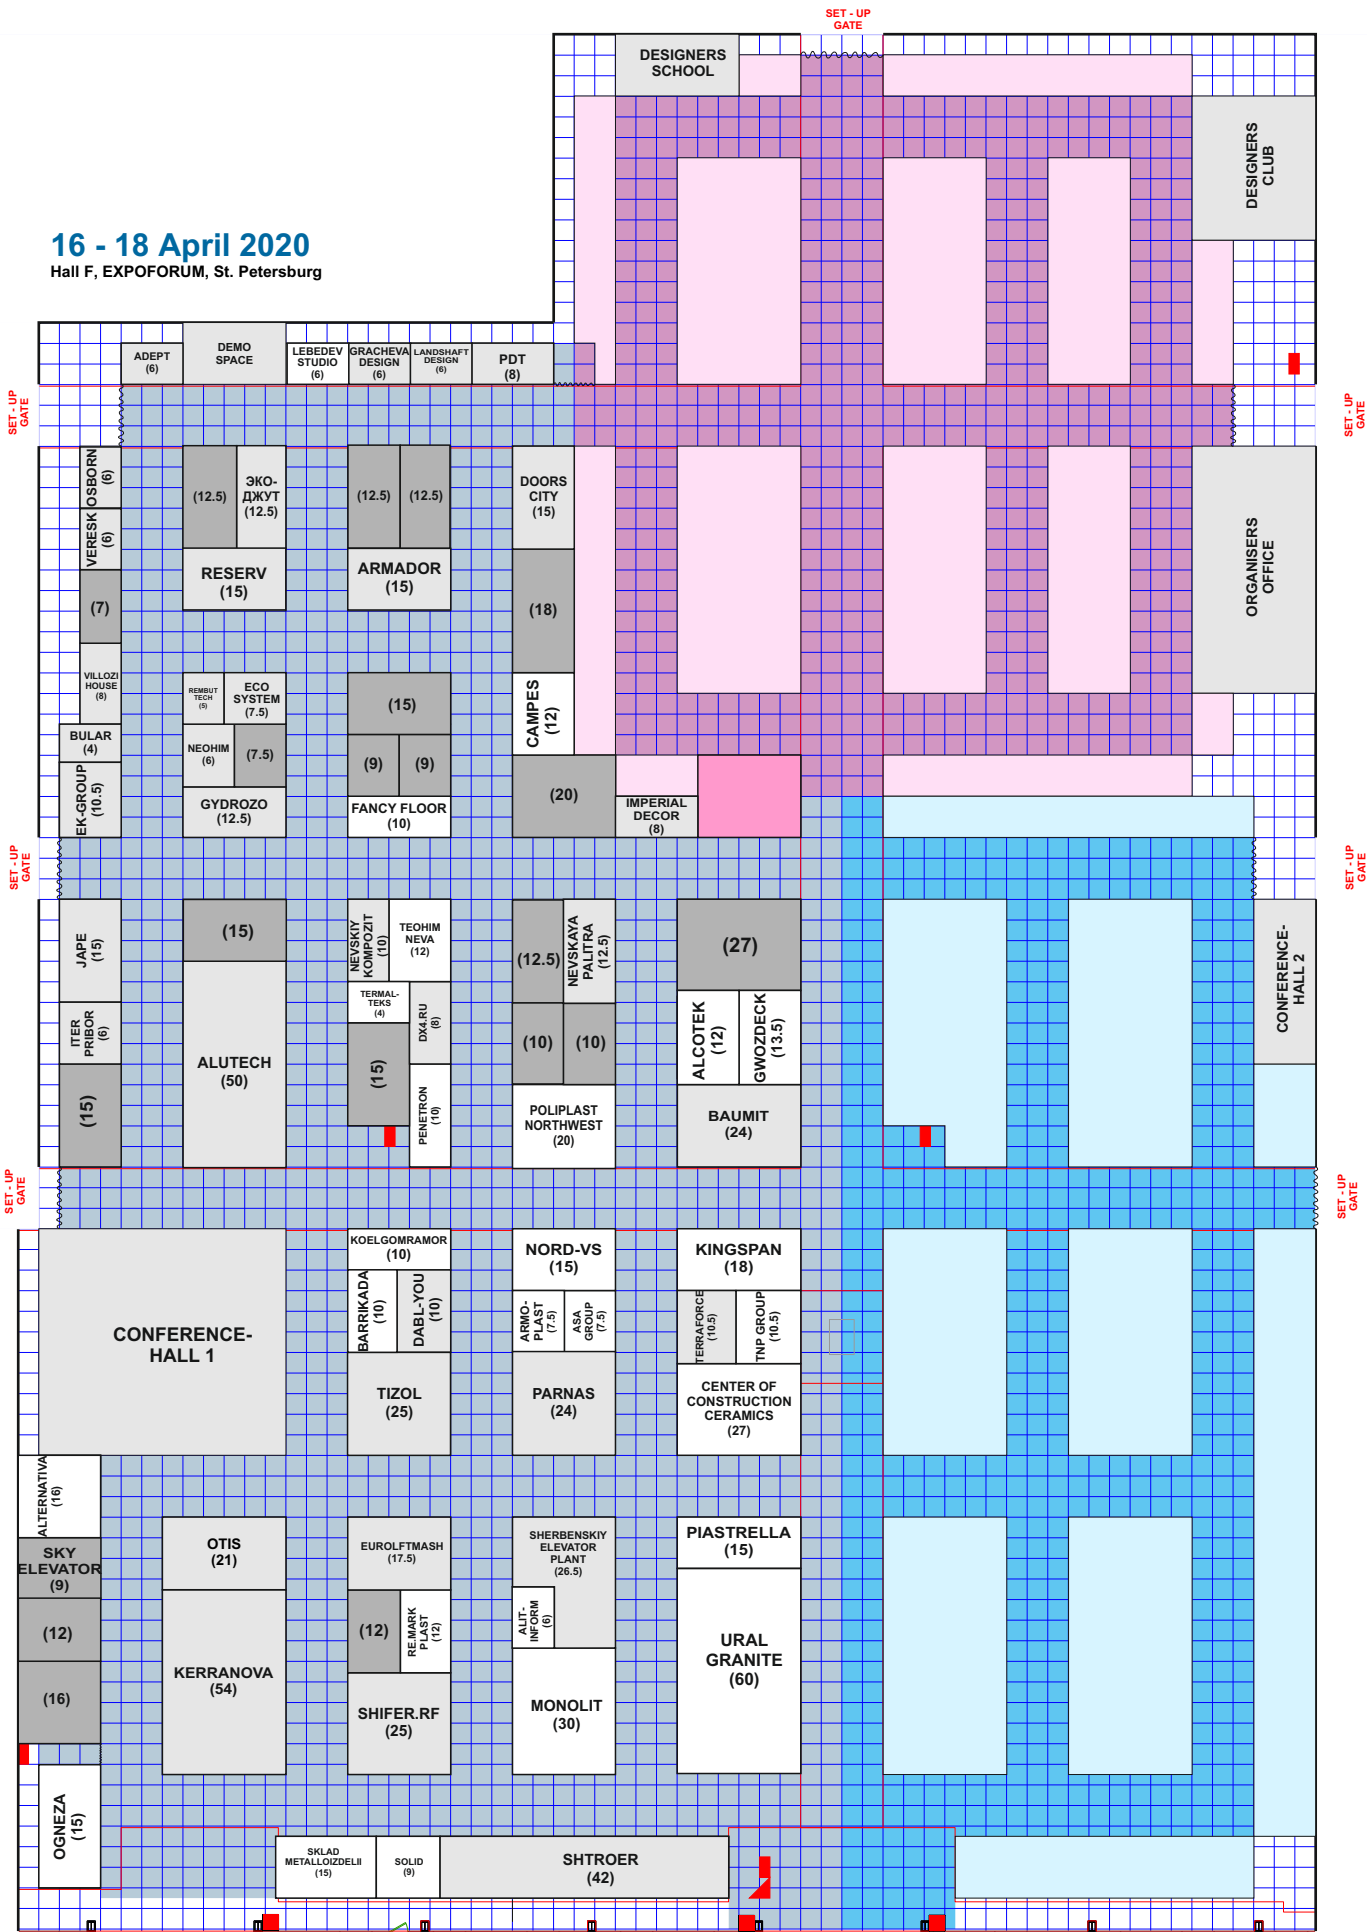 SET - UP
GATE
DESIGNERS
SCHOOL
DESIGNERS
CLUB
16 - 18 April 2020
Hall F, EXPOFORUM, St. Petersburg
ADEPT
(6)
DEMO
SPACE
LEBEDEV
STUDIO
(6)
GRACHEVA
DESIGN
(6)
LANDSHAFT
DESIGN
(6)
PDT
(8)
SET - UP
GATE
SET - UP
GATE
OSBORN
(6)
VERESK
(6)
(7)
VILLOZI
HOUSE
(8)
BULAR
(4)
EK-GROUP
(10.5)
(12.5)
ЭКО-
ДЖУТ
(12.5)
RESERV
(15)
REMBUT
TECH
(5)
ECO
SYSTEM
(7.5)
NEOHIM
(6)
(7.5)
GYDROZO
(12.5)
(12.5)
(12.5)
ARMADOR
(15)
(15)
(9)
(9)
FANCY FLOOR
(10)
DOORS
CITY
(15)
(18)
CAMPES
(12)
(20)
IMPERIAL
DECOR
(8)
ORGANISERS
OFFICE
SET - UP
GATE
SET - UP
GATE
JAPE
(15)
ITER
PRIBOR
(6)
(15)
(15)
ALUTECH
(50)
NEVSKIY
KOMPOZIT
(10)
TEOHIM
NEVA
(12)
TERMAL-
TEKS
(4)
DX4.RU
(8)
(15)
PENETRON
(10)
(12.5)
NEVSKAYA
PALITRA
(12.5)
(10)
(10)
POLIPLAST
NORTHWEST
(20)
(27)
ALCOTEK
(12)
GWOZDECK
(13.5)
BAUMIT
(24)
CONFERENCE-
HALL 2
SET - UP
GATE
SET - UP
GATE
CONFERENCE-
HALL 1
KOELGOMRAMOR
(10)
BARRIKADA
(10)
DABL-YOU
(10)
TIZOL
(25)
NORD-VS
(15)
ARMO-
PLAST
(7.5)
ASA
GROUP
(7.5)
PARNAS
(24)
KINGSPAN
(18)
TERRAFORCE
(10.5)
TNP GROUP
(10.5)
CENTER OF
CONSTRUCTION
CERAMICS
(27)
ALTERNATIVA
(16)
SKY
ELEVATOR
(9)
(12)
(16)
OGNEZA
(15)
OTIS
(21)
KERRANOVA
(54)
EUROLFTMASH
(17.5)
(12)
RE.MARK
PLAST
(12)
SHIFER.RF
(25)
SHERBENSKIY
ELEVATOR
PLANT
(26.5)
ALIT-
INFORM
(6)
MONOLIT
(30)
PIASTRELLA
(15)
URAL
GRANITE
(60)
SKLAD
METALLOIZDELII
(15)
SOLID
(9)
SHTROER
(42)